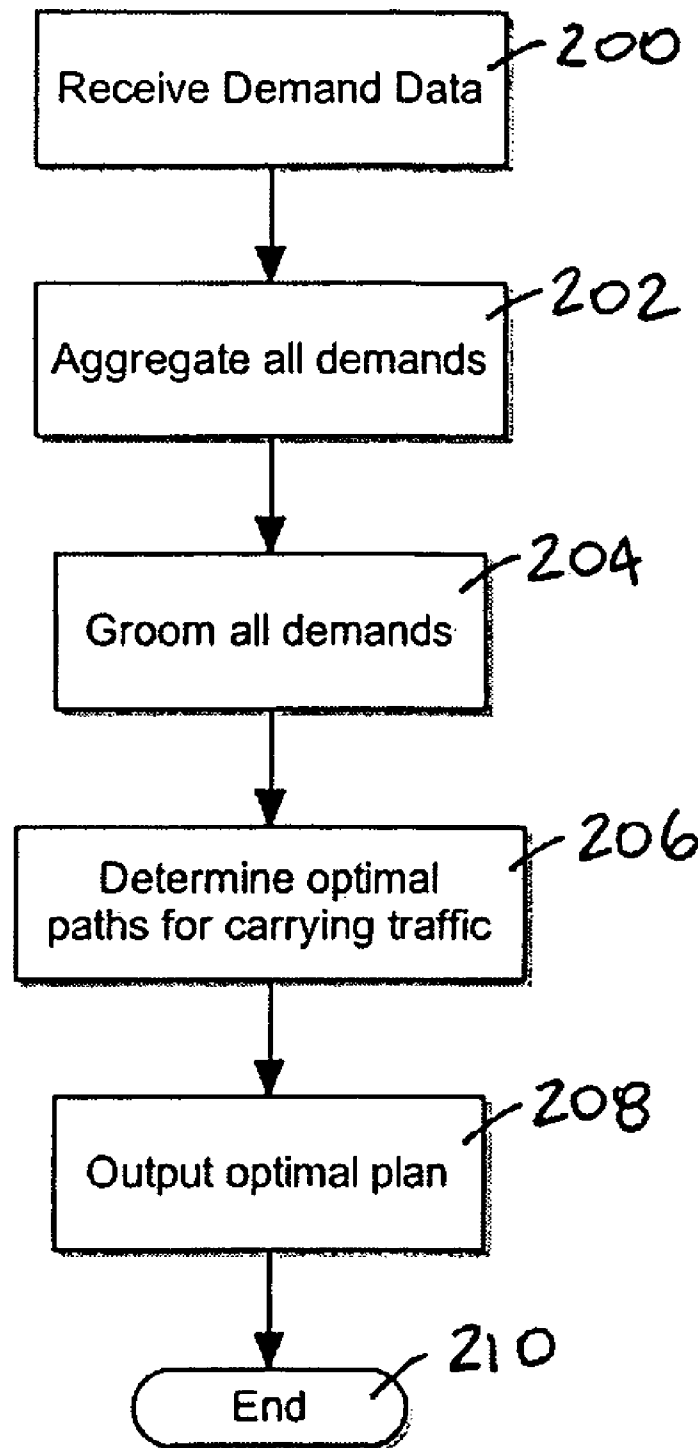 200
Receive Demand Data
202
Aggregate all demands
204
Groom all demands
206
Determine optimal
paths for carrying traffic
208
Output optimal plan
210
End